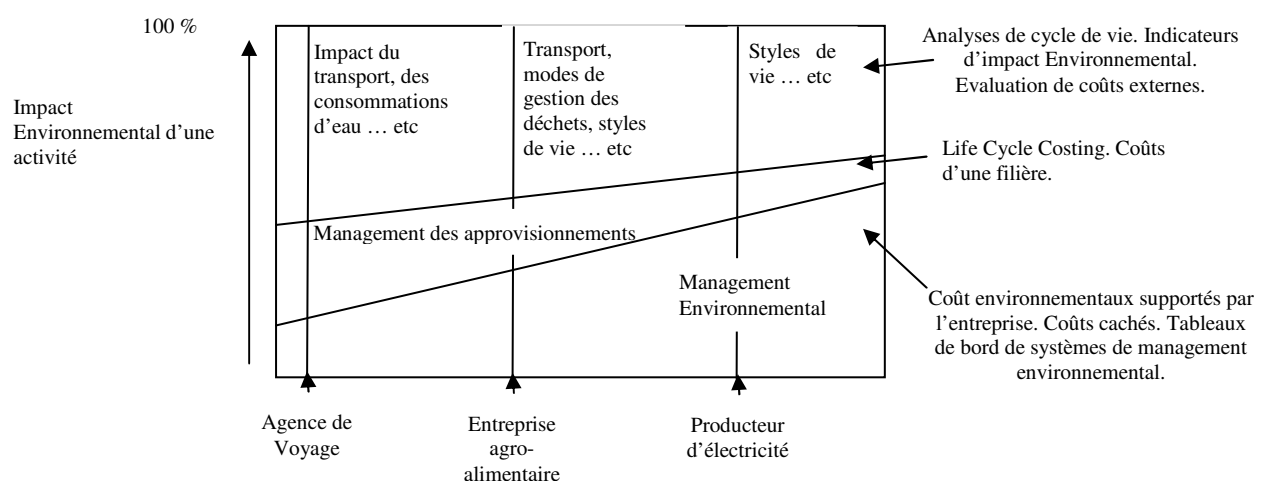 100 %
Impact
Environnemental d'une
activité
Impact du
transport, des
consommations
d'eau … etc
Transport,
modes de
gestion des
déchets, styles
de vie … etc
Styles de
vie … etc
Analyses de cycle de vie. Indicateurs
d'impact Environnemental.
Evaluation de coûts externes.
Life Cycle Costing. Coûts
d'une filière.
Management des approvisionnements
Management
Environnemental
Coût environnementaux supportés par
l'entreprise. Coûts cachés. Tableaux
de bord de systèmes de management
environnemental.
Agence de
Voyage
Entreprise
agro-
alimentaire
Producteur
d'électricité